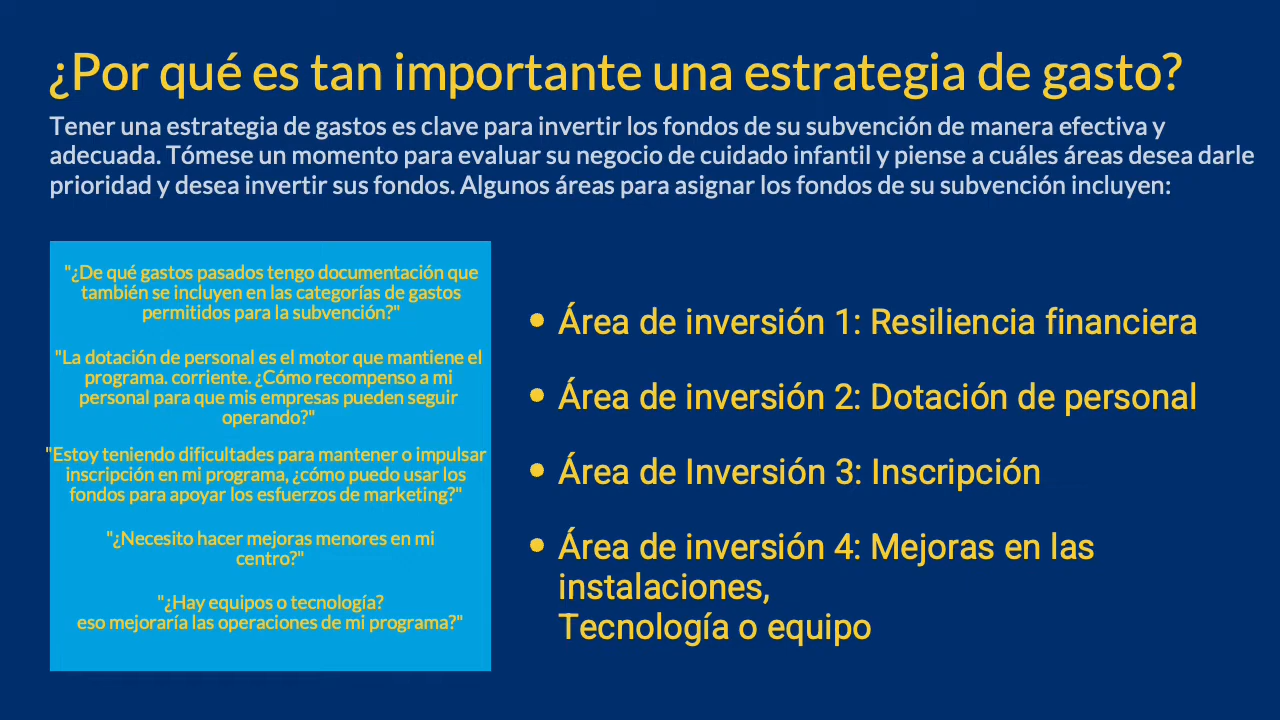 ¿Por qué es tan importante una estrategia de gasto?
Tener una estrategia de gastos es clave para invertir los fondos de su subvención de manera efectiva y
adecuada. Tómese un momento para evaluar su negocio de cuidado infantil y piense a cuáles áreas desea darle
prioridad y desea invertir sus fondos. Algunos áreas para asignar los fondos de su subvención incluyen:
"¿De qué gastos pasados tengo documentación que
también se incluyen en las categorías de gastos
permitidos para la subvención?"
"La dotación de personal es el motor que mantiene el
programa. corriente. ¿Cómo recompenso a mi
personal para que mis empresas pueden seguir
operando?"
"Estoy teniendo dificultades para mantener o impulsar
inscripción en mi programa, ¿cómo puedo usar los
fondos para apoyar los esfuerzos de marketing?"
"¿Necesito hacer mejoras menores en mi
centro?"
"¿Hay equipos o tecnología?
eso mejoraría las operaciones de mi programa?"
• Área de inversión 1: Resiliencia financiera
• Área de inversión 2: Dotación de personal
• Área de Inversión 3: Inscripción
• Área de inversión 4: Mejoras en las
instalaciones,
Tecnología o equipo